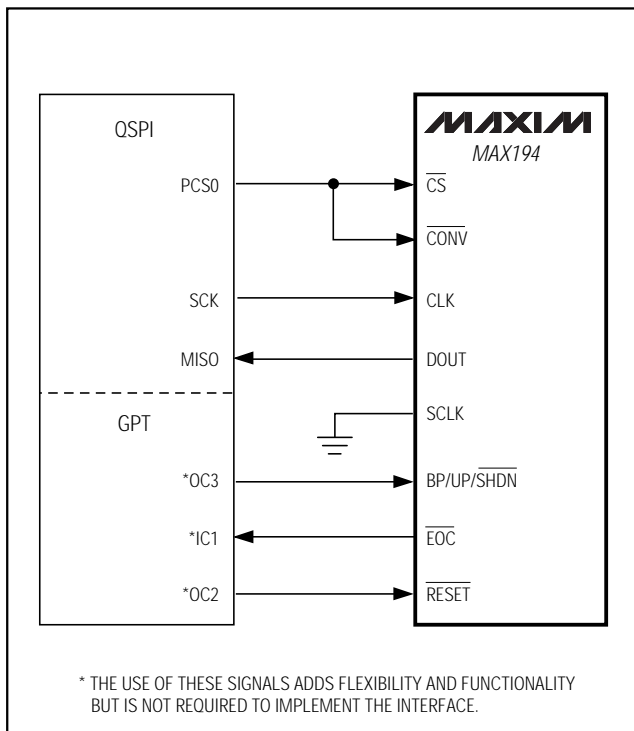 QSPI
MAXIM
MAX194
PCS0
CS
CONV
SCK
CLK
MISO
DOUT
GPT
SCLK
*OC3
BP/UP/SHDN
*IC1
EOC
*OC2
RESET
* THE USE OF THESE SIGNALS ADDS FLEXIBILITY AND FUNCTIONALITY
BUT IS NOT REQUIRED TO IMPLEMENT THE INTERFACE.